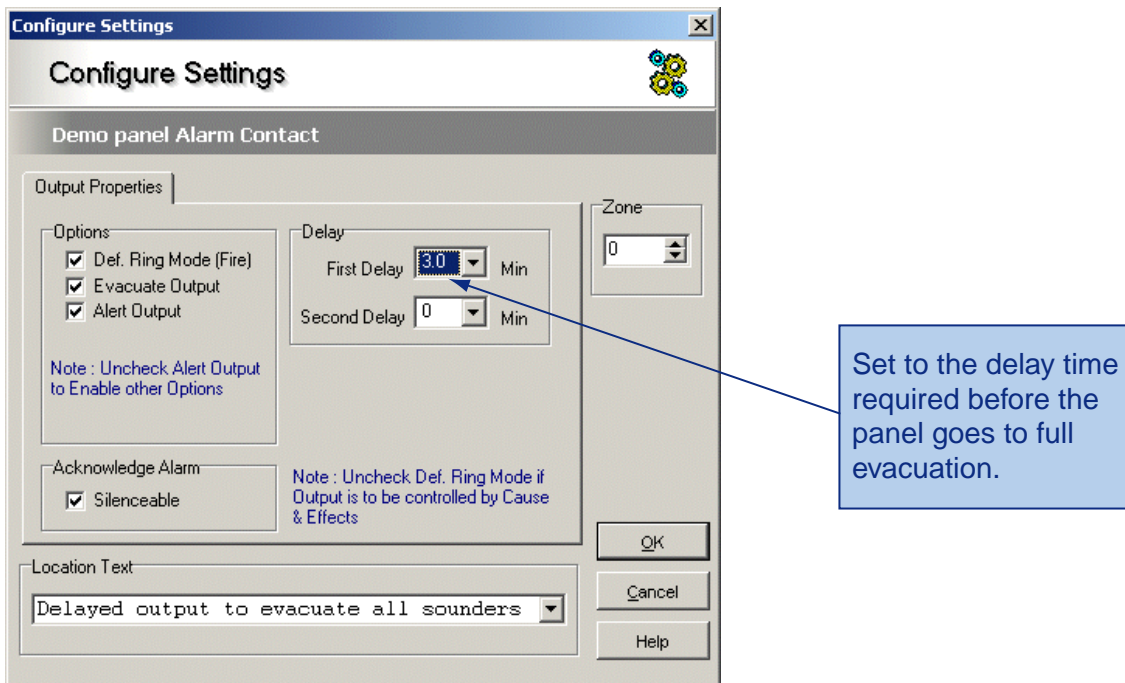 Configure Settings
Configure Settings
Demo panel Alarm Contact
Output Properties
Options
Def. Ring Mode (Fire)
Evacuate Output
Alert Output
Note : Uncheck Alert Output
to Enable other Options
Delay
First Delay 3.0 Min
Second Delay 0 Min
Zone
0
Acknowledge Alarm
Silenceable
Note : Uncheck Def. Ring Mode if
Output is to be controlled by Cause
& Effects
Location Text
Delayed output to evacuate all sounders
OK
Cancel
Help
Set to the delay time
required before the
panel goes to full
evacuation.